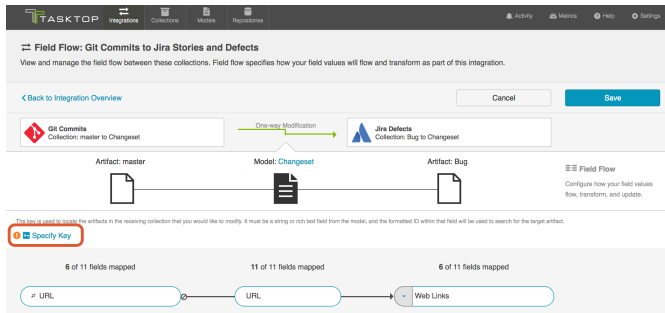 TASKTOP
Integrations
Collections
Models
Repositories
Activity
Metrics
Help
Settings
Field Flow: Git Commits to Jira Stories and Defects
View and manage the field flow between these collections. Field flow specifies how your field values will flow and transform as part of this integration.
Back to Integration Overview
Cancel
Save
Git Commits
Collection: master to Changeset
One-way Modification
Jira Defects
Collection: Bug to Changeset
Artifact: master
Model: Changeset
Artifact: Bug
Field Flow
Configure how your field values
flow, transform, and update.
The key is used to locate the artifacts in the receiving collection that you would like to modify. It must be a string or rich text field from the model, and the formatted ID within that field will be used to search for the target artifact.
Specify Key
6 of 11 fields mapped
11 of 11 fields mapped
6 of 11 fields mapped
URL
URL
Web Links